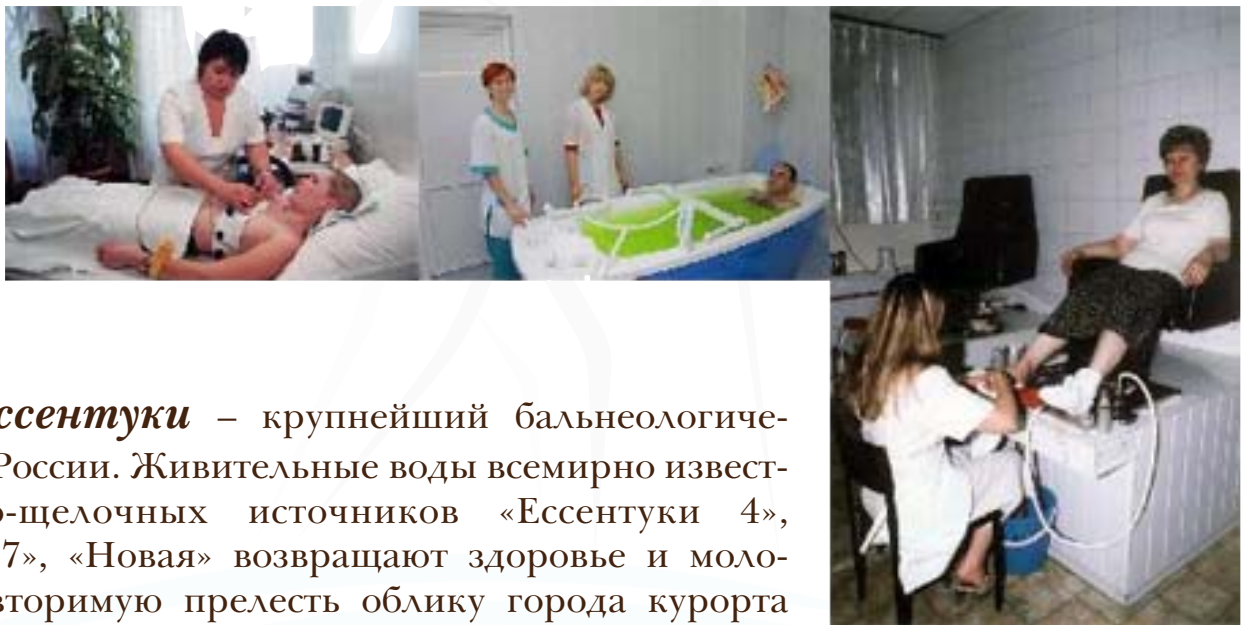 ссентуки – крупнейший бальнеологиче-
России. Живительные воды всемирно извест-
о-щелочных источников «Ессентуки 4»,
7», «Новая» возвращают здоровье и моло-
вторимую прелесть облику города курорта